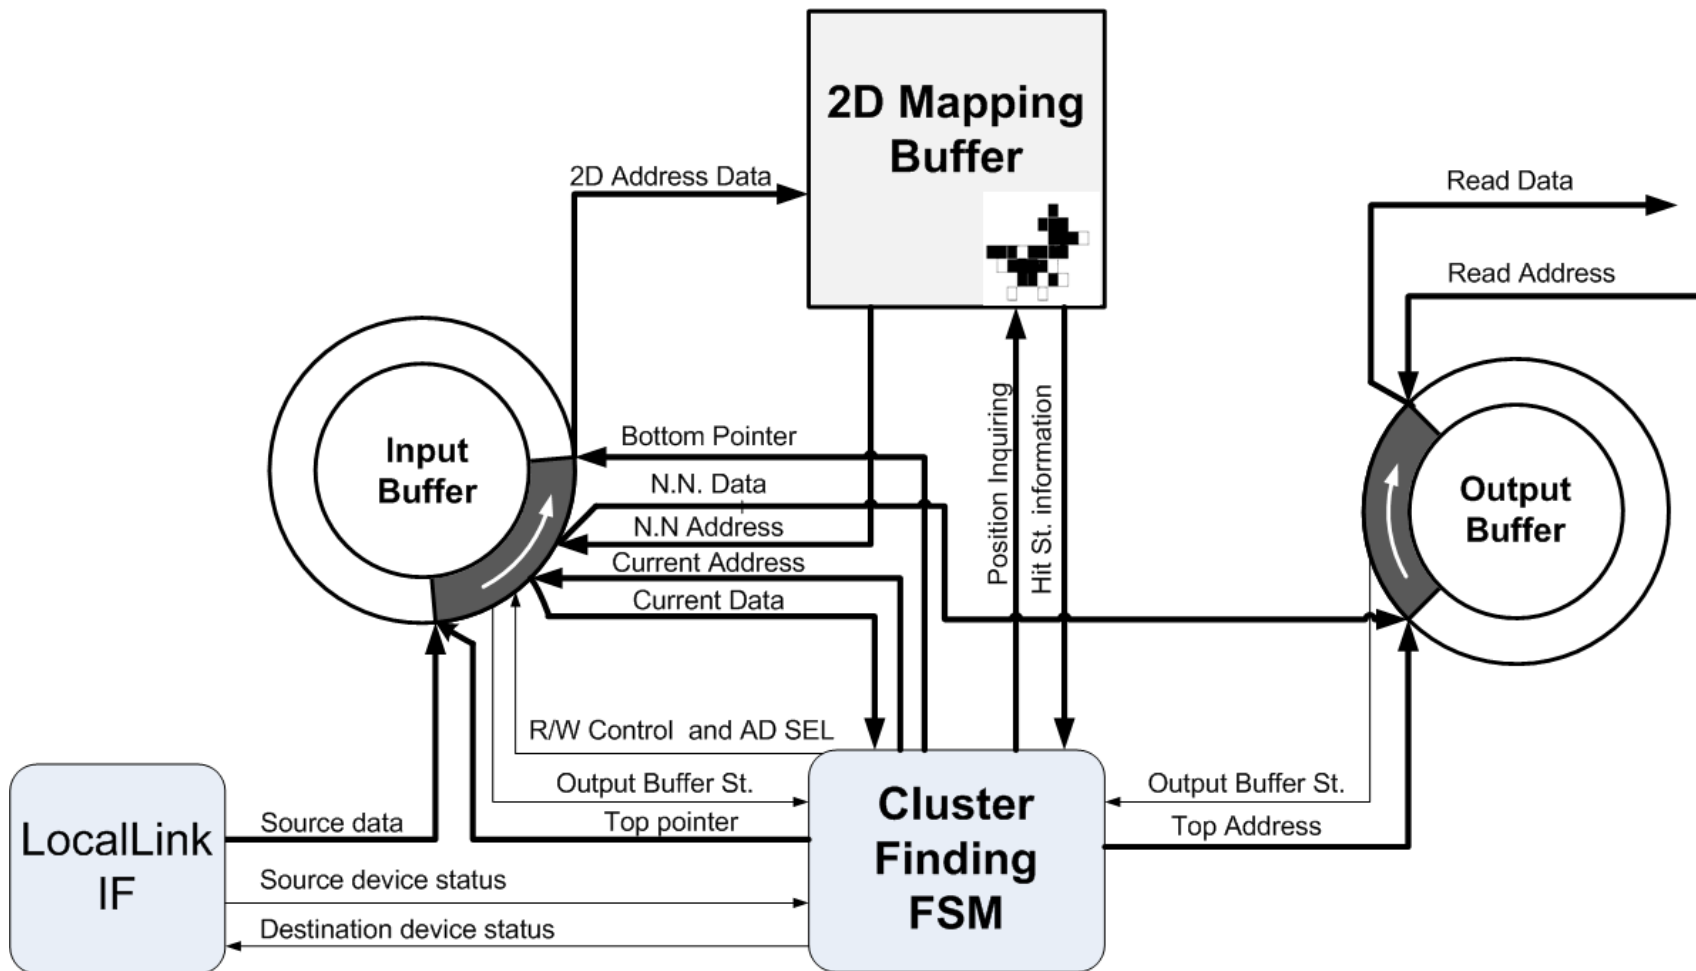 2D Mapping
Buffer
2D Address Data
Read Data
Read Address
Input
Buffer
Bottom Pointer
N.N. Data
N.N Address
Current Address
Current Data
Position Inquiring
Hit St. information
Output
Buffer
R/W Control and AD SEL
Output Buffer St.
Top pointer
Output Buffer St.
Top Address
Cluster
Finding
FSM
LocalLink
IF
Source data
Source device status
Destination device status